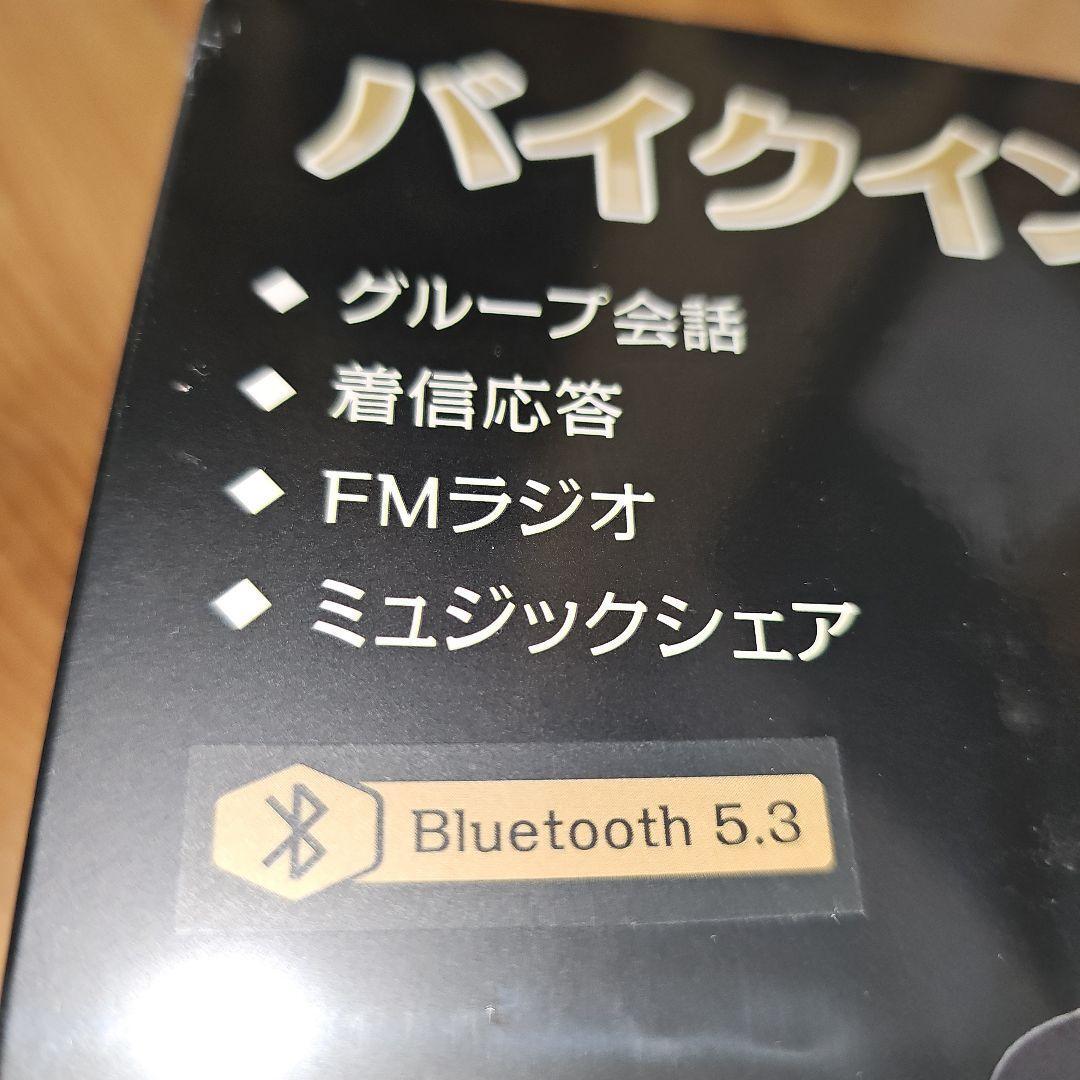 バイクイン
◆ グループ会話
◆ 着信応答
◆ FMラジオ
◆ ミュジックシェア
Bluetooth 5.3